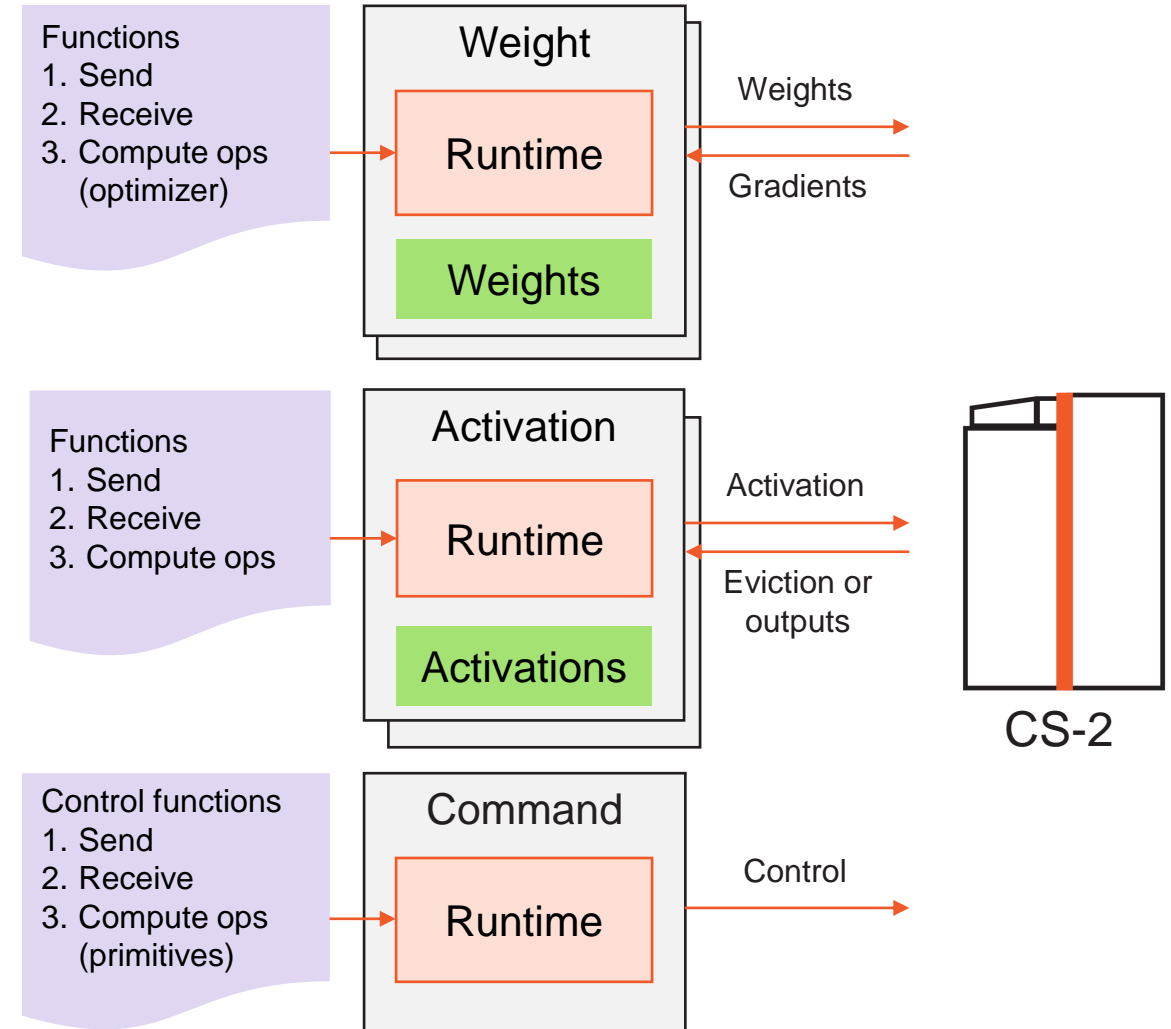 Functions
1. Send
2. Receive
3. Compute ops
(optimizer)
Weight
Runtime
Weights
Weights
Gradients
Functions
1. Send
2. Receive
3. Compute ops
Activation
Runtime
Activations
Activation
Eviction or
outputs
CS-2
Control functions
1. Send
2. Receive
3. Compute ops
(primitives)
Command
Runtime
Control